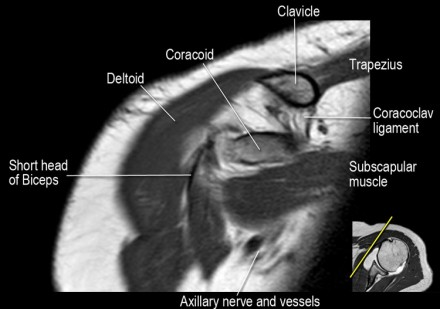 Clavicle
Coracoid
Trapezius
Deltoid
Coracoclav
ligament
Short head
of Biceps
Subscapular
muscle
Axillary nerve and vessels